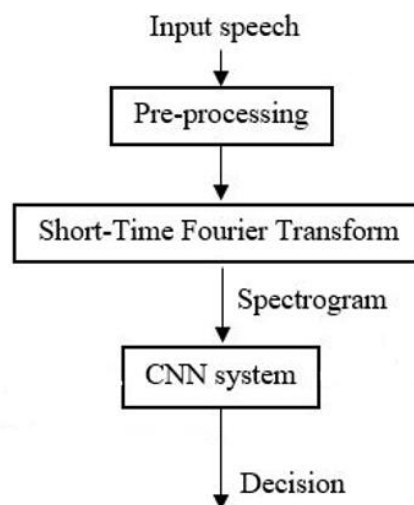 Input speech
Pre-processing
Short-Time Fourier Transform
Spectrogram
CNN system
Decision